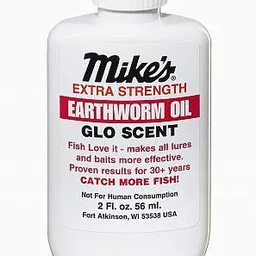 Mike's
EXTRA STRENGTH
EARTHWORM OIL
GLO SCENT
Fish Love it - makes all lures
and baits more effective.
Proven results for 30+ years
CATCH MORE FISH!
Not For Human Consumption
2 Fl. oz. 56 ml.
Fort Atkinson, WI 53538 USA